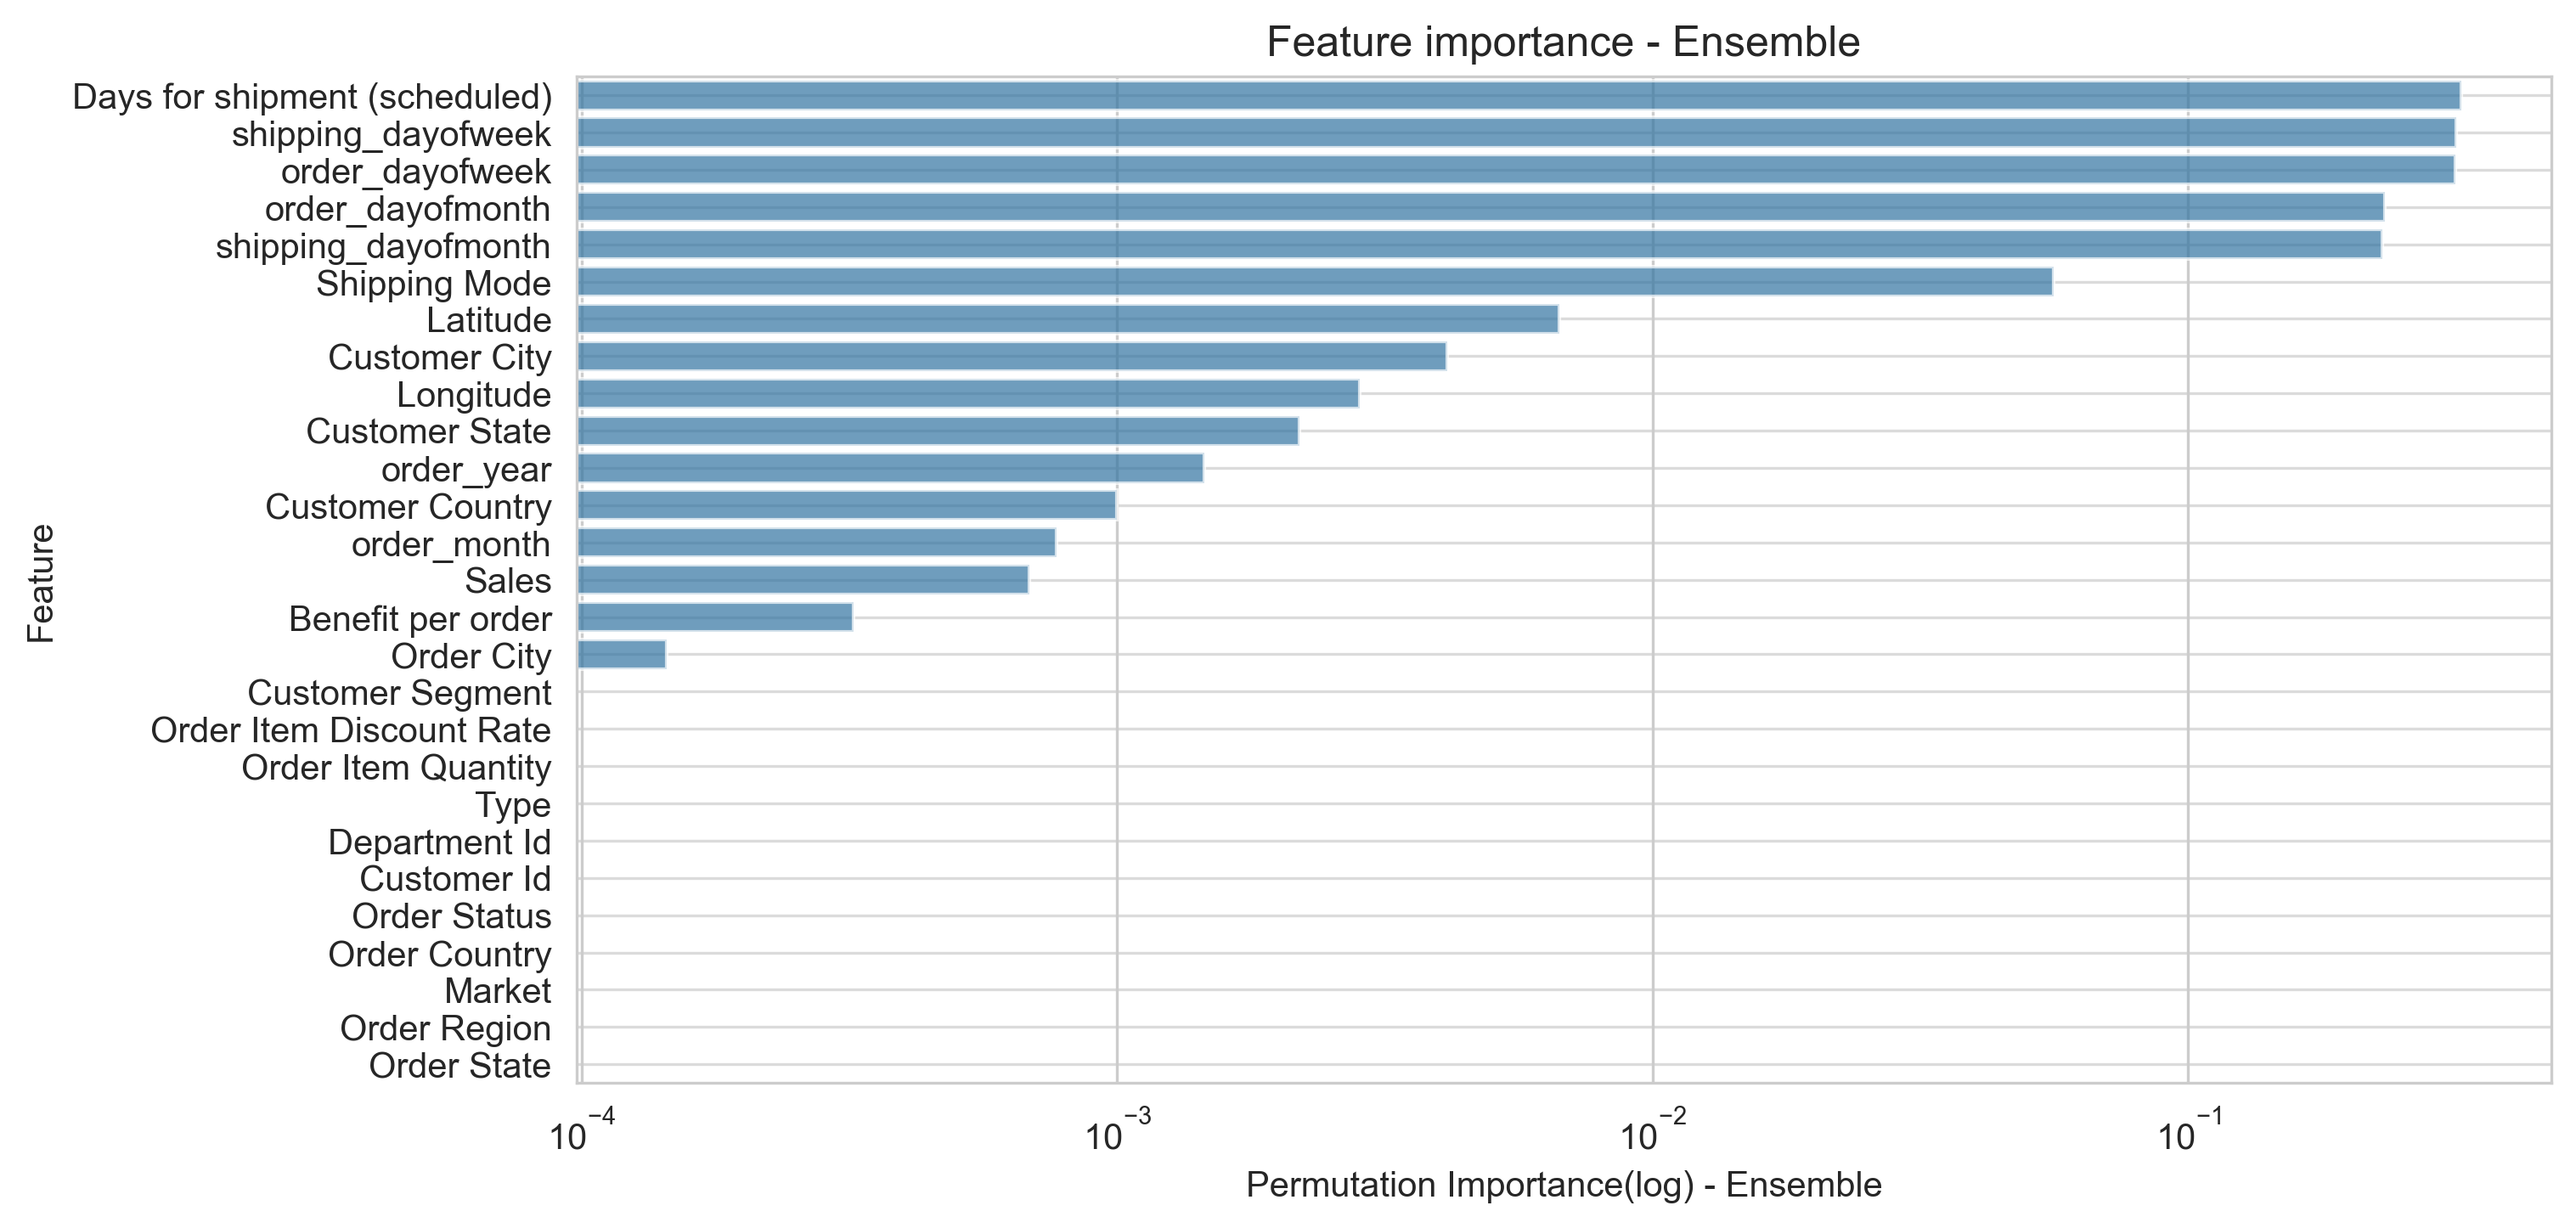 Feature importance - Ensemble
Feature
Days for shipment (scheduled)
shipping_dayofweek
order_dayofweek
order_dayofmonth
shipping_dayofmonth
Shipping Mode
Latitude
Customer City
Longitude
Customer State
order_year
Customer Country
order_month
Sales
Benefit per order
Order City
Customer Segment
Order Item Discount Rate
Order Item Quantity
Type
Department Id
Customer Id
Order Status
Order Country
Market
Order Region
Order State
10⁻⁴ 10⁻³ 10⁻² 10⁻¹
Permutation Importance(log) - Ensemble